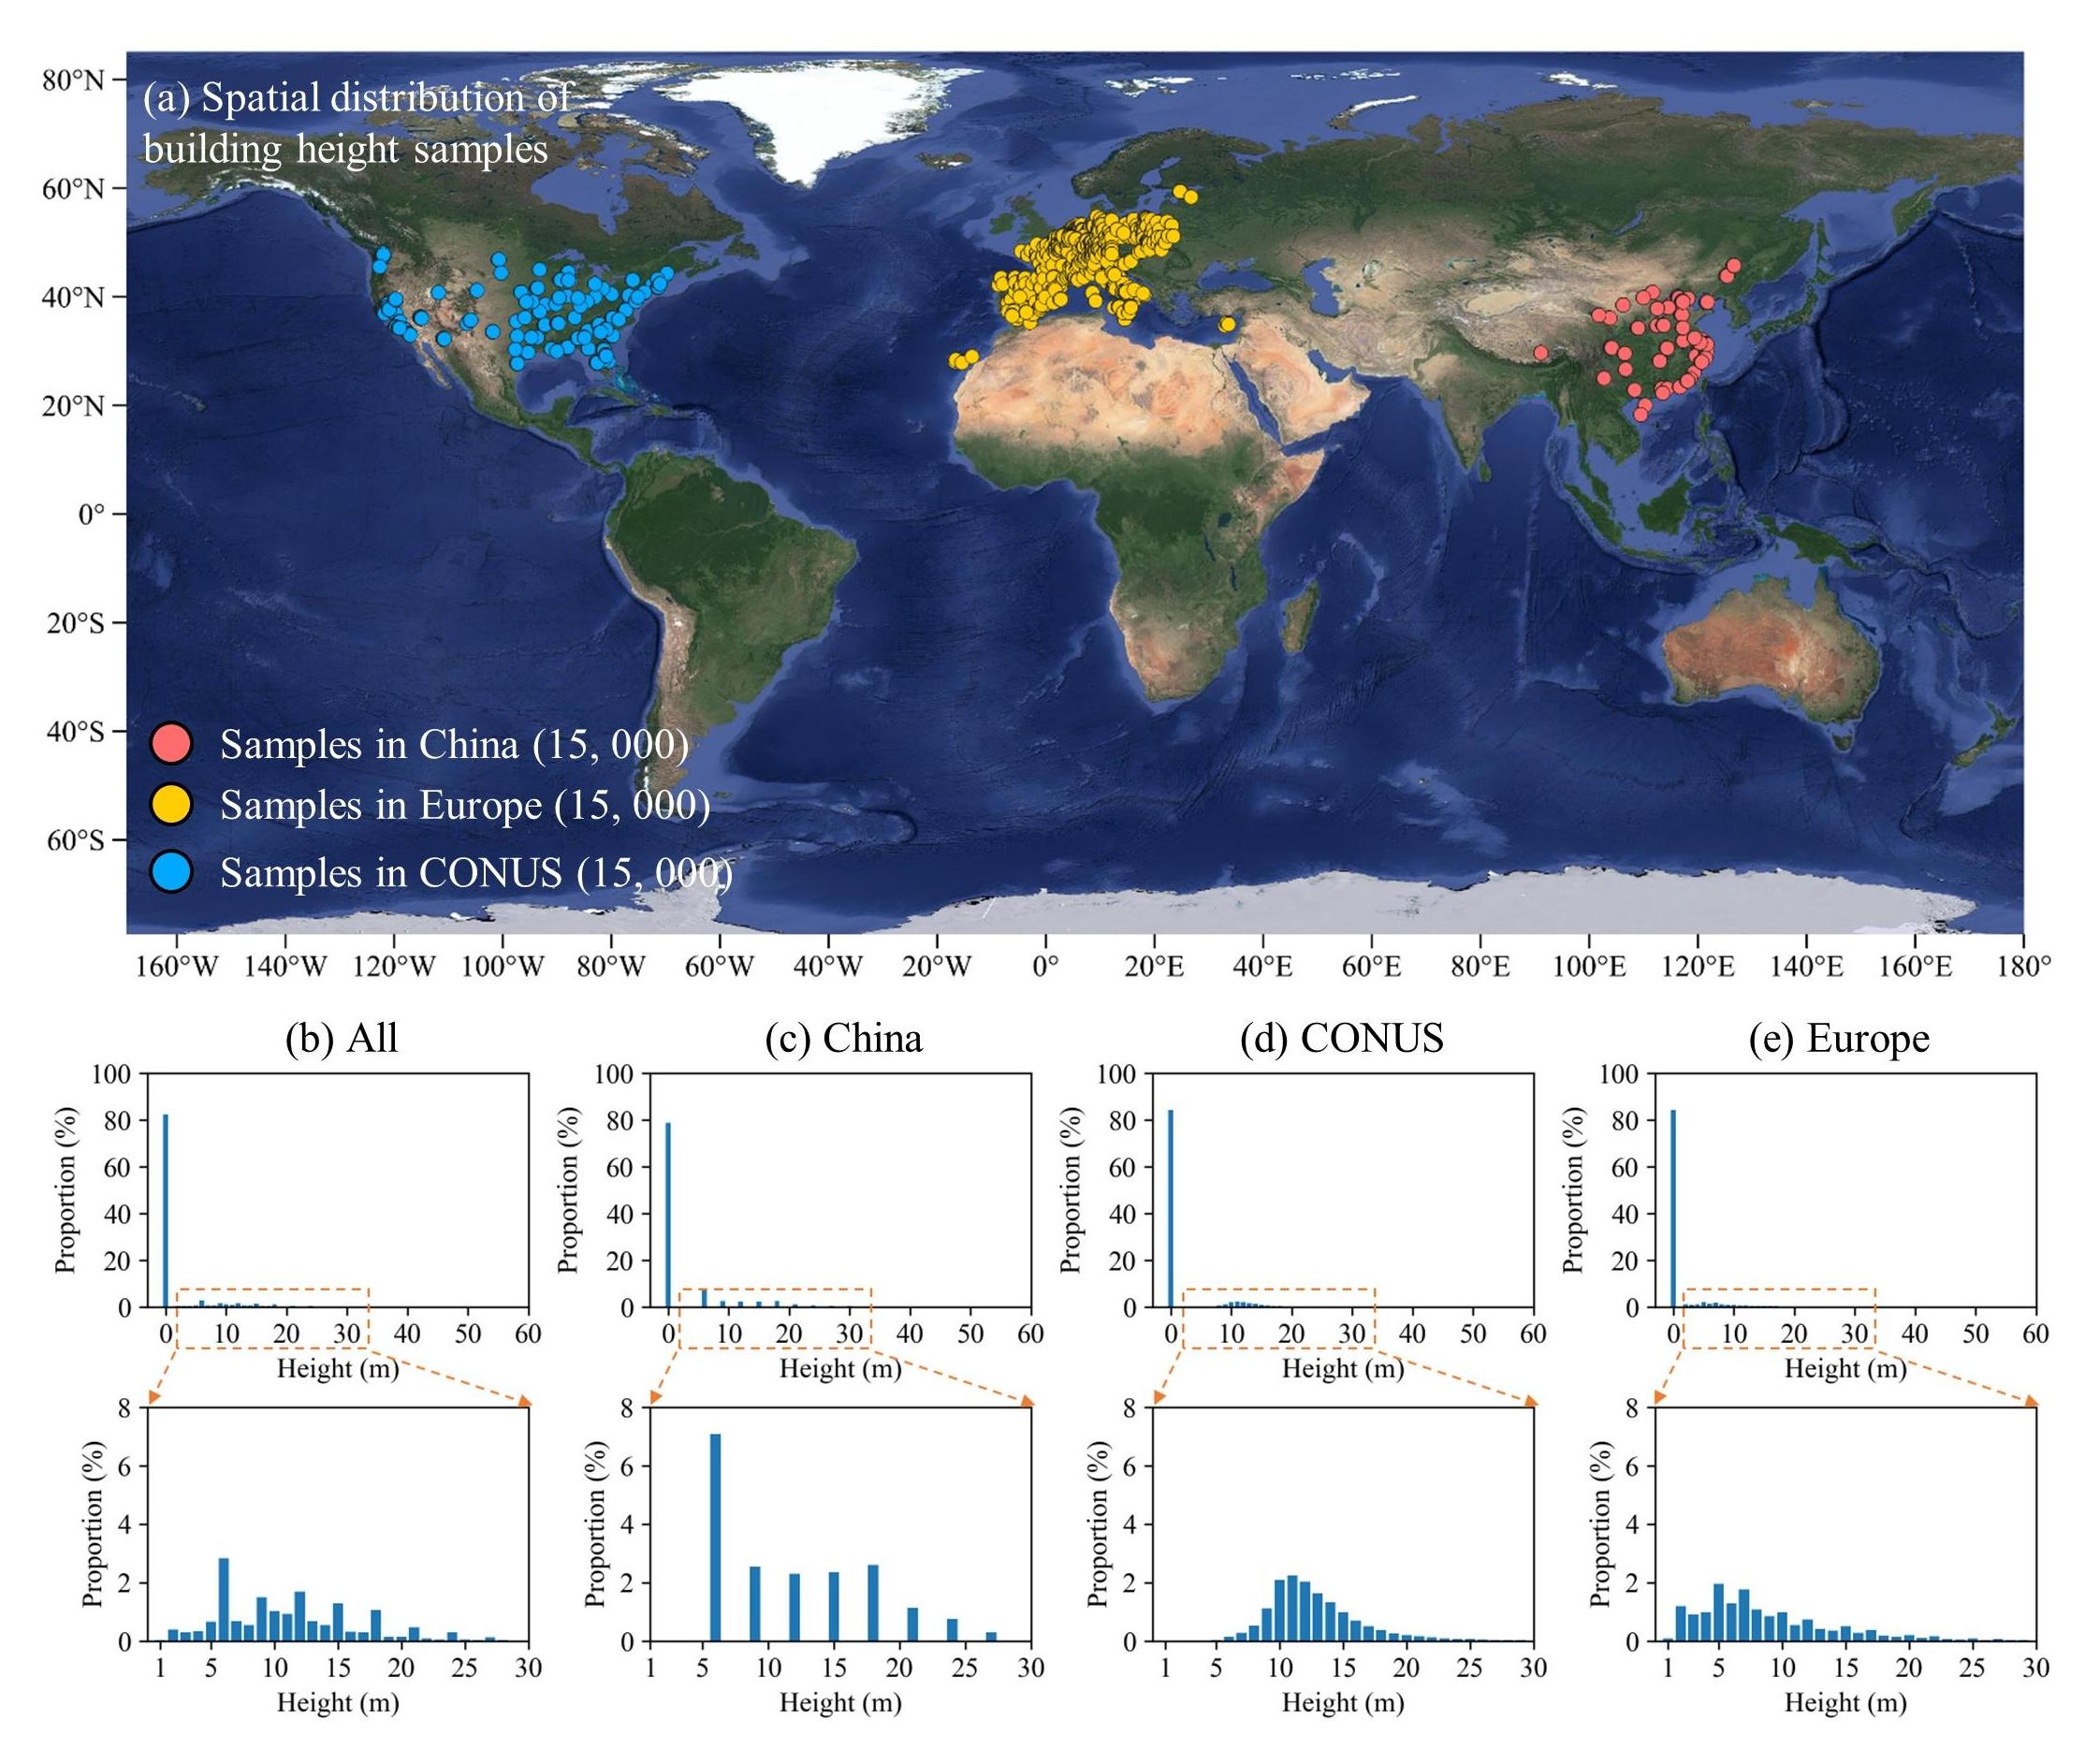 (a) Spatial distribution of
building height samples
80°N
60°N
40°N
20°N
0°
20°S
40°S
60°S
Samples in China (15, 000)
Samples in Europe (15, 000)
Samples in CONUS (15, 000)
160°W 140°W 120°W 100°W 80°W 60°W 40°W 20°W 0° 20°E 40°E 60°E 80°E 100°E 120°E 140°E 160°E 180°
(b) All
100
80
60
40
20
0
Proportion (%)
0 10 20 30 40 50 60
Height (m)
8
6
4
2
0
Proportion (%)
1 5 10 15 20 25 30
Height (m)
(c) China
100
80
60
40
20
0
Proportion (%)
0 10 20 30 40 50 60
Height (m)
8
6
4
2
0
Proportion (%)
1 5 10 15 20 25 30
Height (m)
(d) CONUS
100
80
60
40
20
0
Proportion (%)
0 10 20 30 40 50 60
Height (m)
8
6
4
2
0
Proportion (%)
1 5 10 15 20 25 30
Height (m)
(e) Europe
100
80
60
40
20
0
Proportion (%)
0 10 20 30 40 50 60
Height (m)
8
6
4
2
0
Proportion (%)
1 5 10 15 20 25 30
Height (m)